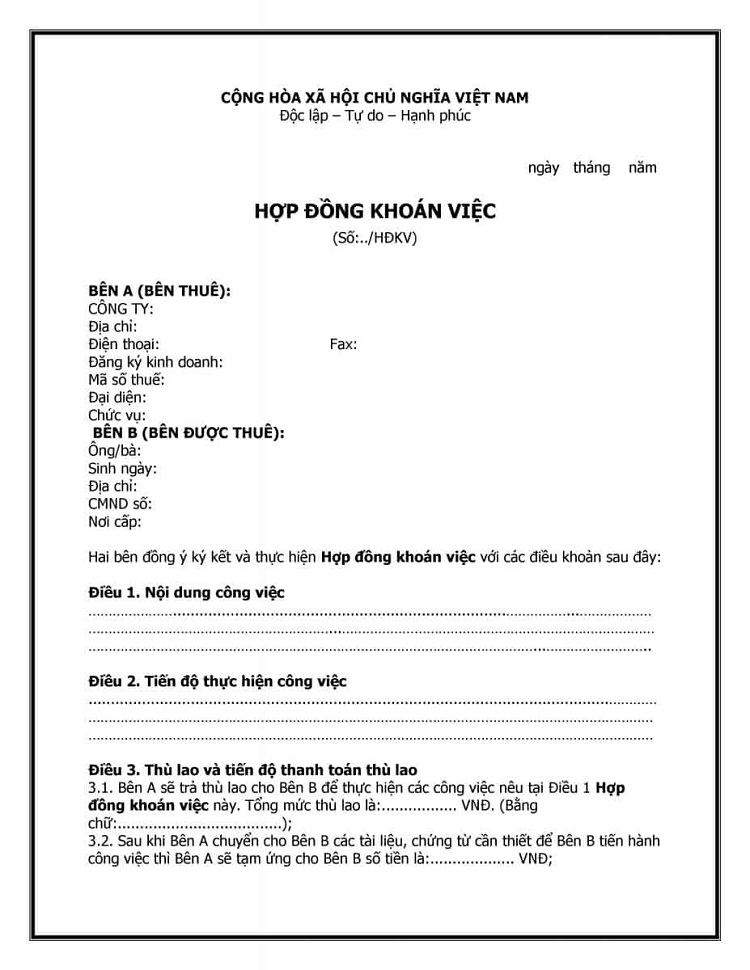 CỘNG HÒA XÃ HỘI CHỦ NGHĨA VIỆT NAM
Độc lập – Tự do – Hạnh phúc
ngày tháng năm
HỢP ĐỒNG KHOÁN VIỆC
(Số:../HĐKV)
BÊN A (BÊN THUÊ):
CÔNG TY:
Địa chỉ:
Điện thoại: Fax:
Đăng ký kinh doanh:
Mã số thuế:
Đại diện:
Chức vụ:
BÊN B (BÊN ĐƯỢC THUÊ):
Ông/bà:
Sinh ngày:
Địa chỉ:
CMND số:
Nơi cấp:
Hai bên đồng ý ký kết và thực hiện Hợp đồng khoán việc với các điều khoản sau đây:
Điều 1. Nội dung công việc
................................................................................
................................................................................
................................................................................
Điều 2. Tiến độ thực hiện công việc
................................................................................
................................................................................
................................................................................
Điều 3. Thù lao và tiến độ thanh toán thù lao
3.1. Bên A sẽ trả thù lao cho Bên B để thực hiện các công việc nêu tại Điều 1 Hợp
đồng khoán việc này. Tổng mức thù lao là:................. VNĐ. (Bằng
chữ:.....................................);
3.2. Sau khi Bên A chuyển cho Bên B các tài liệu, chứng từ cần thiết để Bên B tiến hành
công việc thì Bên A sẽ tạm ứng cho Bên B số tiền là:................... VNĐ;